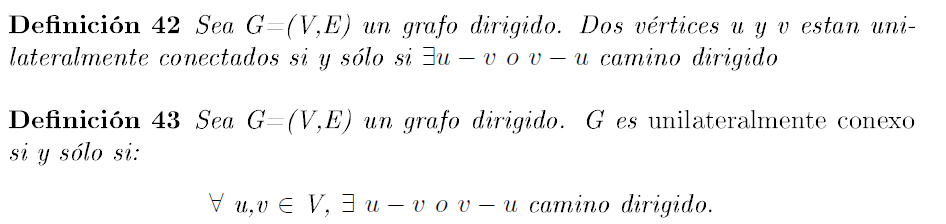 Definición 42 Sea G=(V,E) un grafo dirigido. Dos vértices u y v estan uni-
lateralmente conectados si y sólo si ∃u − v o v − u camino dirigido
Definición 43 Sea G=(V,E) un grafo dirigido. G es unilateralmente conexo
si y sólo si:
∀ u,v ∈ V, ∃ u − v o v − u camino dirigido.